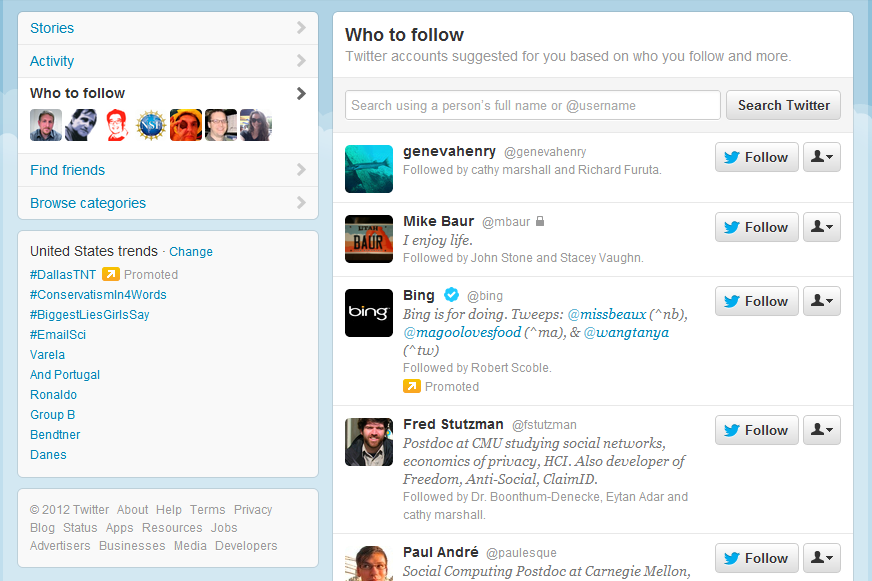 Stories
Activity
Who to follow
NSF
Find friends
Browse categories
United States trends · Change
#DallasTNT Promoted
#ConservatismIn4Words
#BiggestLiesGirlsSay
#EmailSci
Varela
And Portugal
Ronaldo
Group B
Bendtner
Danes
© 2012 Twitter About Help Terms Privacy
Blog Status Apps Resources Jobs
Advertisers Businesses Media Developers
Who to follow
Twitter accounts suggested for you based on who you follow and more.
Search using a person's full name or @username
Search Twitter
genevahenry @genevahenry
Followed by cathy marshall and Richard Furuta.
Follow
UTAH
BAUR
Mike Baur @mbaur
I enjoy life.
Followed by John Stone and Stacey Vaughn.
Follow
bing
Bing @bing
Bing is for doing. Tweeps: @missbeaux (^nb),
@magoolovesfood (^ma), & @wangtanya
(^tw)
Followed by Robert Scoble.
Promoted
Follow
Fred Stutzman @fstutzman
Postdoc at CMU studying social networks,
economics of privacy, HCI. Also developer of
Freedom, Anti-Social, ClaimID.
Followed by Dr. Boonthum-Denecke, Eytan Adar and
cathy marshall.
Follow
Paul André @paulesque
Social Computing Postdoc at Carnegie Mellon,
Follow